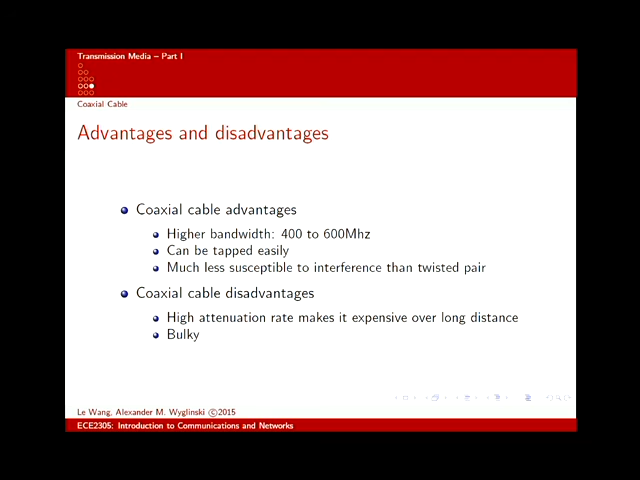 Transmission Media – Part I
Coaxial Cable
Advantages and disadvantages
Coaxial cable advantages
Higher bandwidth: 400 to 600Mhz
Can be tapped easily
Much less susceptible to interference than twisted pair
Coaxial cable disadvantages
High attenuation rate makes it expensive over long distance
Bulky
Le Wang, Alexander M. Wyglinski ©2015
ECE2305: Introduction to Communications and Networks